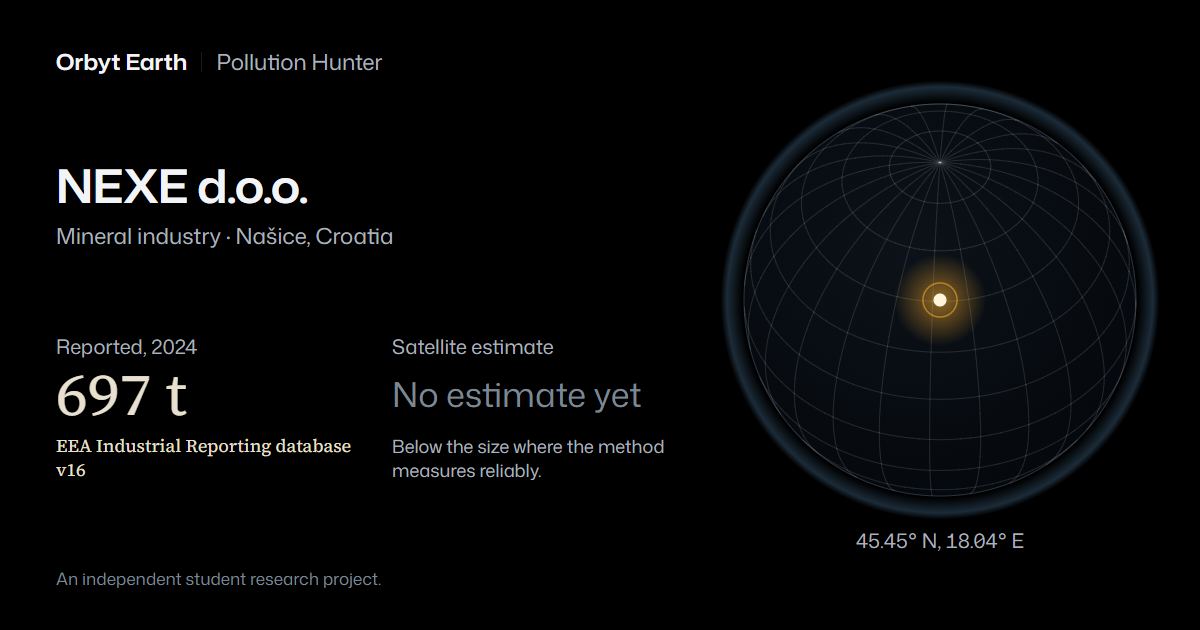 Orbyt Earth | Pollution Hunter
NEXE d.o.o.
Mineral industry · Našice, Croatia
Reported, 2024
697 t
EEA Industrial Reporting database
v16
Satellite estimate
No estimate yet
Below the size where the method
measures reliably.
45.45° N, 18.04° E
An independent student research project.